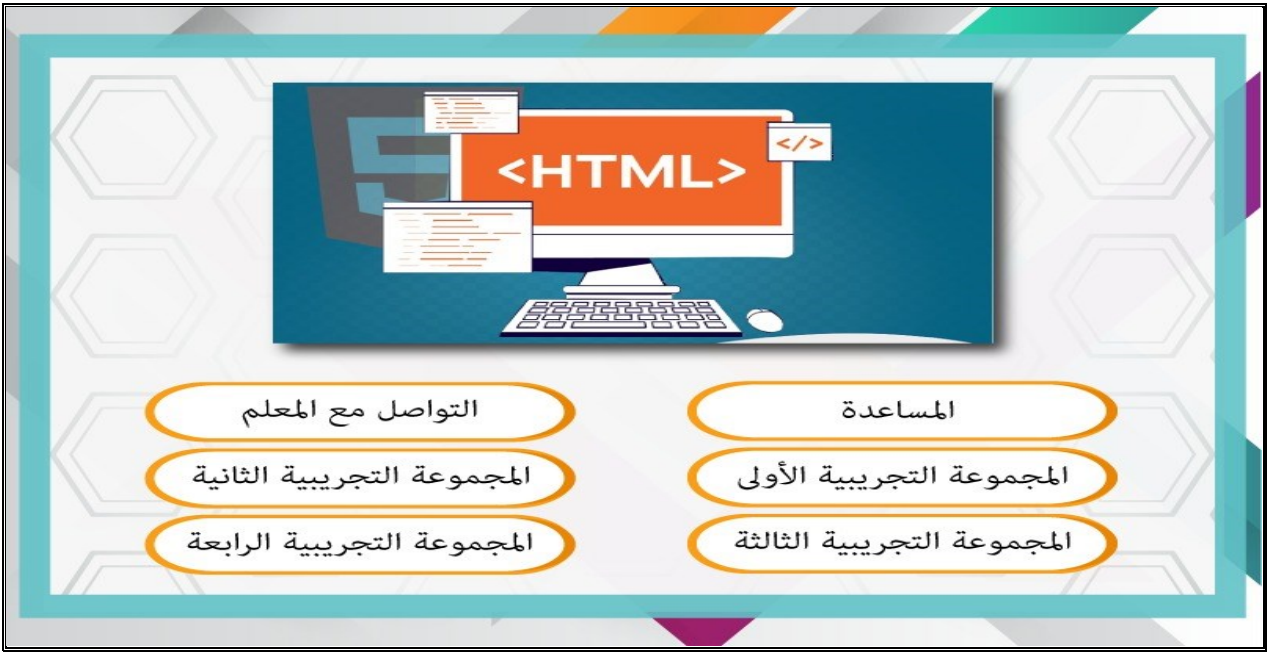 <HTML>
</>
المساعدة
التواصل مع المعلم
المجموعة التجريبية الأولى
المجموعة التجريبية الثانية
المجموعة التجريبية الثالثة
المجموعة التجريبية الرابعة